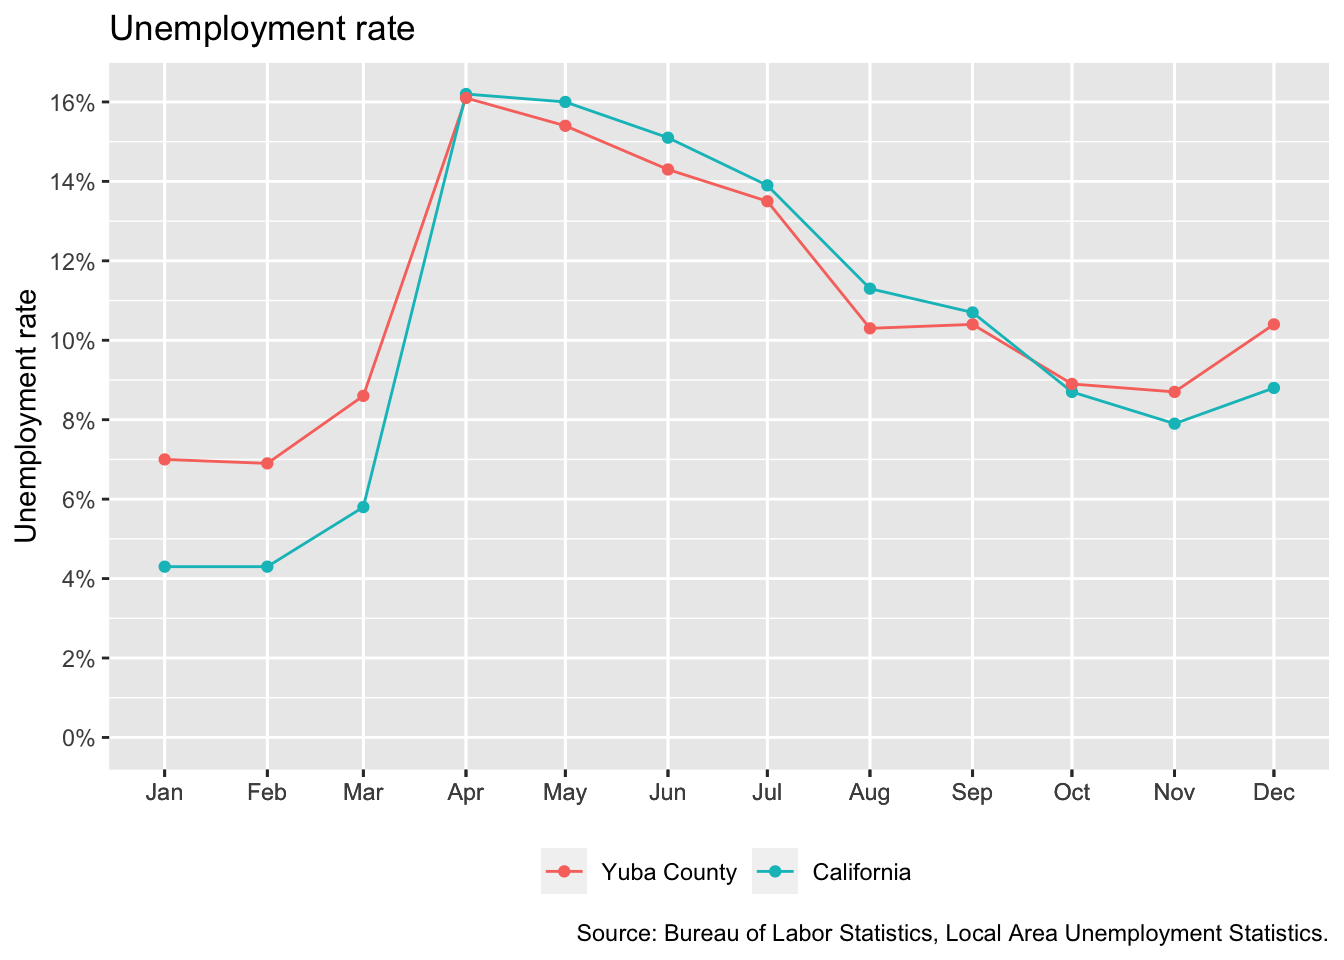 Unemployment rate
Unemployment rate
16%
14%
12%
10%
8%
6%
4%
2%
0%
Jan Feb Mar Apr May Jun Jul Aug Sep Oct Nov Dec
Yuba County California
Source: Bureau of Labor Statistics, Local Area Unemployment Statistics.